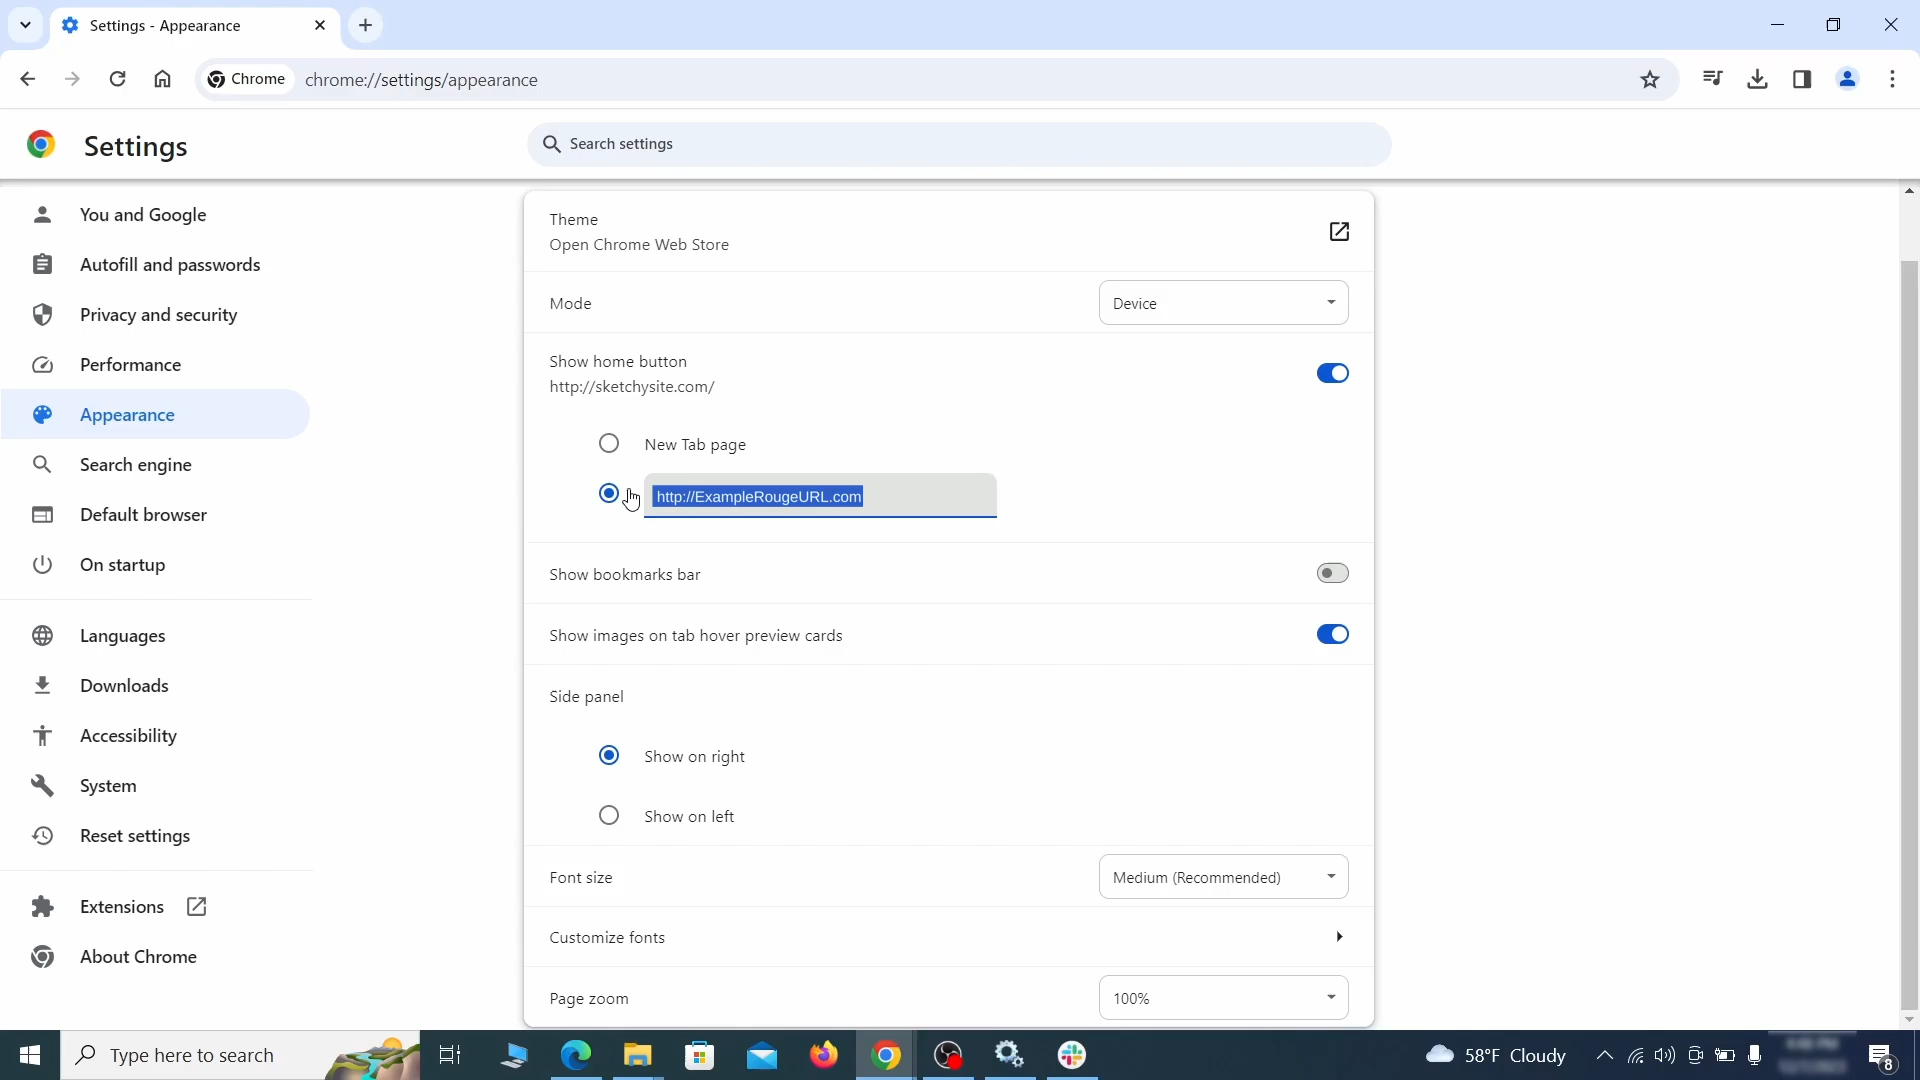 Settings - Appearance
Chrome
chrome://settings/appearance
Settings
Search settings
You and Google
Autofill and passwords
Privacy and security
Performance
Appearance
Search engine
Default browser
On startup
Languages
Downloads
Accessibility
System
Reset settings
Extensions
About Chrome
Theme
Open Chrome Web Store
Mode
Device
Show home button
http://sketchysite.com/
New Tab page
http://ExampleRougeURL.com
Show bookmarks bar
Show images on tab hover preview cards
Side panel
Show on right
Show on left
Font size
Medium (Recommended)
Customize fonts
Page zoom
100%
Type here to search
58°F Cloudy
8